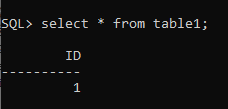 SQL> select * from table1;
ID
----------
1